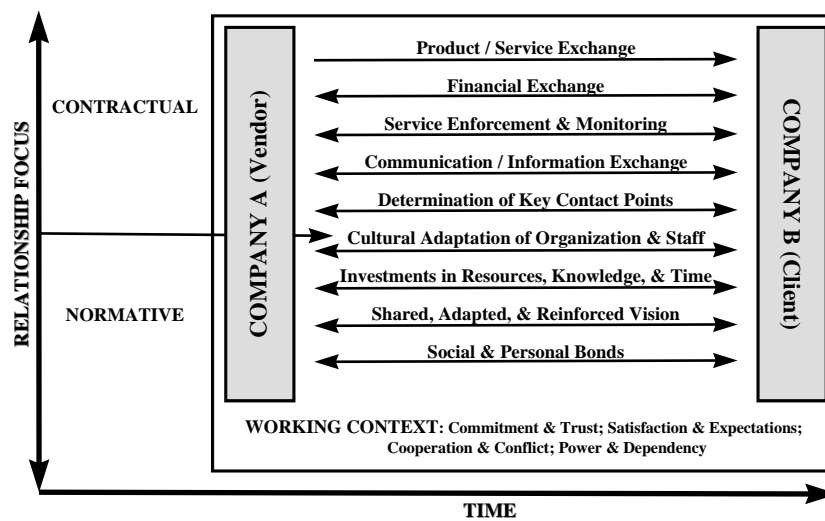 RELATIONSHIP FOCUS
CONTRACTUAL
NORMATIVE
COMPANY A (Vendor)
Product / Service Exchange
Financial Exchange
Service Enforcement & Monitoring
Communication / Information Exchange
Determination of Key Contact Points
Cultural Adaptation of Organization & Staff
Investments in Resources, Knowledge, & Time
Shared, Adapted, & Reinforced Vision
Social & Personal Bonds
COMPANY B (Client)
WORKING CONTEXT: Commitment & Trust; Satisfaction & Expectations;
Cooperation & Conflict; Power & Dependency
TIME